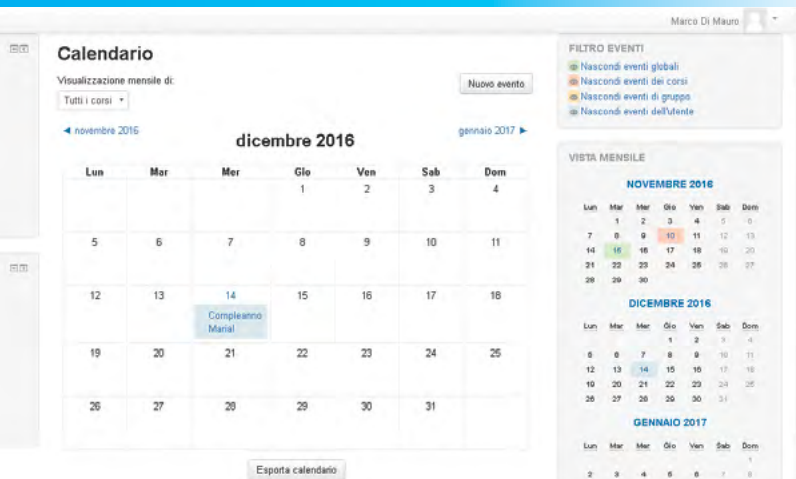 Marco Di Mauro
Calendario
Visualizzazione mensile di:
Tutti i corsi
Nuovo evento
◄ novembre 2016
dicembre 2016
gennaio 2017 ►
Lun Mar Mer Gio Ven Sab Dom
1 2 3 4
5 6 7 8 9 10 11
12 13 14 15 16 17 18
Compleanno
Maria!
19 20 21 22 23 24 25
26 27 28 29 30 31
Esporta calendario
FILTRO EVENTI
Nascondi eventi globali
Nascondi eventi dei corsi
Nascondi eventi di gruppo
Nascondi eventi dell'utente
VISTA MENSILE
NOVEMBRE 2016
Lun Mar Mer Gio Ven Sab Dom
1 2 3 4 5 6
7 8 9 10 11 12 13
14 15 16 17 18 19 20
21 22 23 24 25 26 27
28 29 30
DICEMBRE 2016
Lun Mar Mer Gio Ven Sab Dom
1 2 3 4
5 6 7 8 9 10 11
12 13 14 15 16 17 18
19 20 21 22 23 24 25
26 27 28 29 30 31
GENNAIO 2017
Lun Mar Mer Gio Ven Sab Dom
1
2 3 4 5 6 7 8